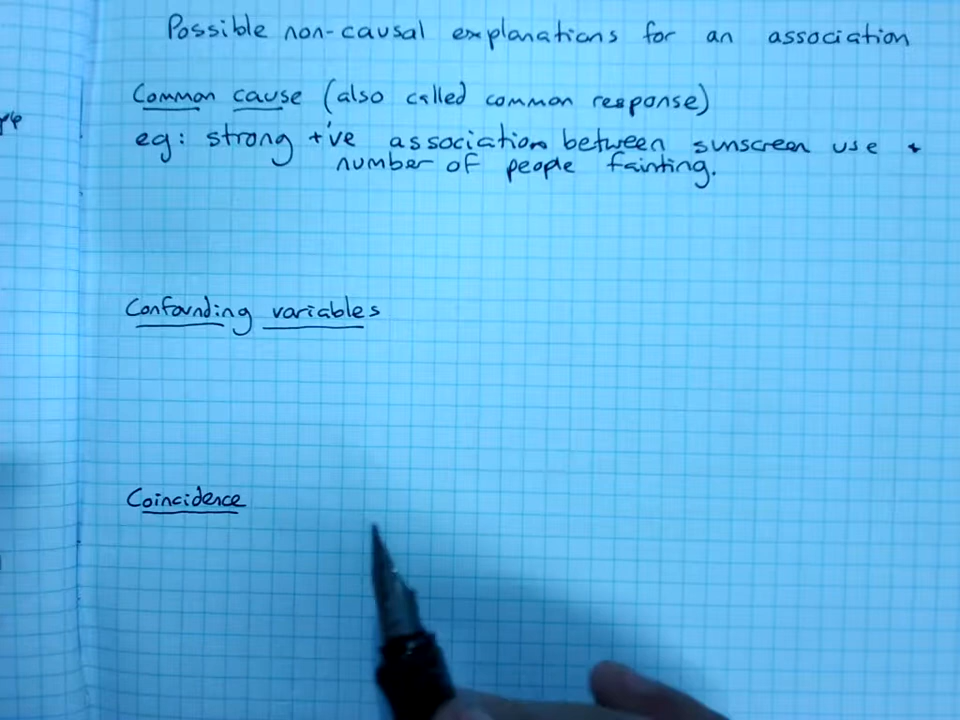 Possible non-causal explanations for an association
Common cause (also called common response)
eg: strong +'ve association between sunscreen use +
number of people fainting.
Confounding variables
Coincidence